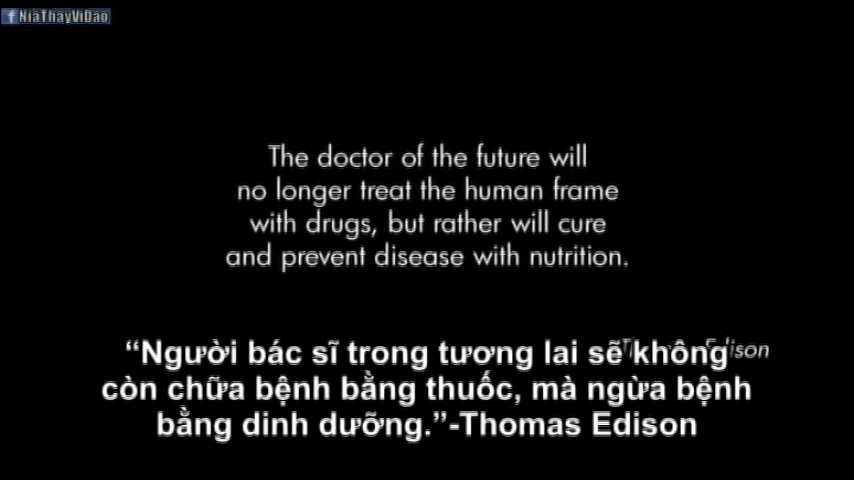 NiaThayViDao
The doctor of the future will
no longer treat the human frame
with drugs, but rather will cure
and prevent disease with nutrition.
“Người bác sĩ trong tương lai sẽ không
còn chữa bệnh bằng thuốc, mà ngừa bệnh
bằng dinh dưỡng.”-Thomas Edison